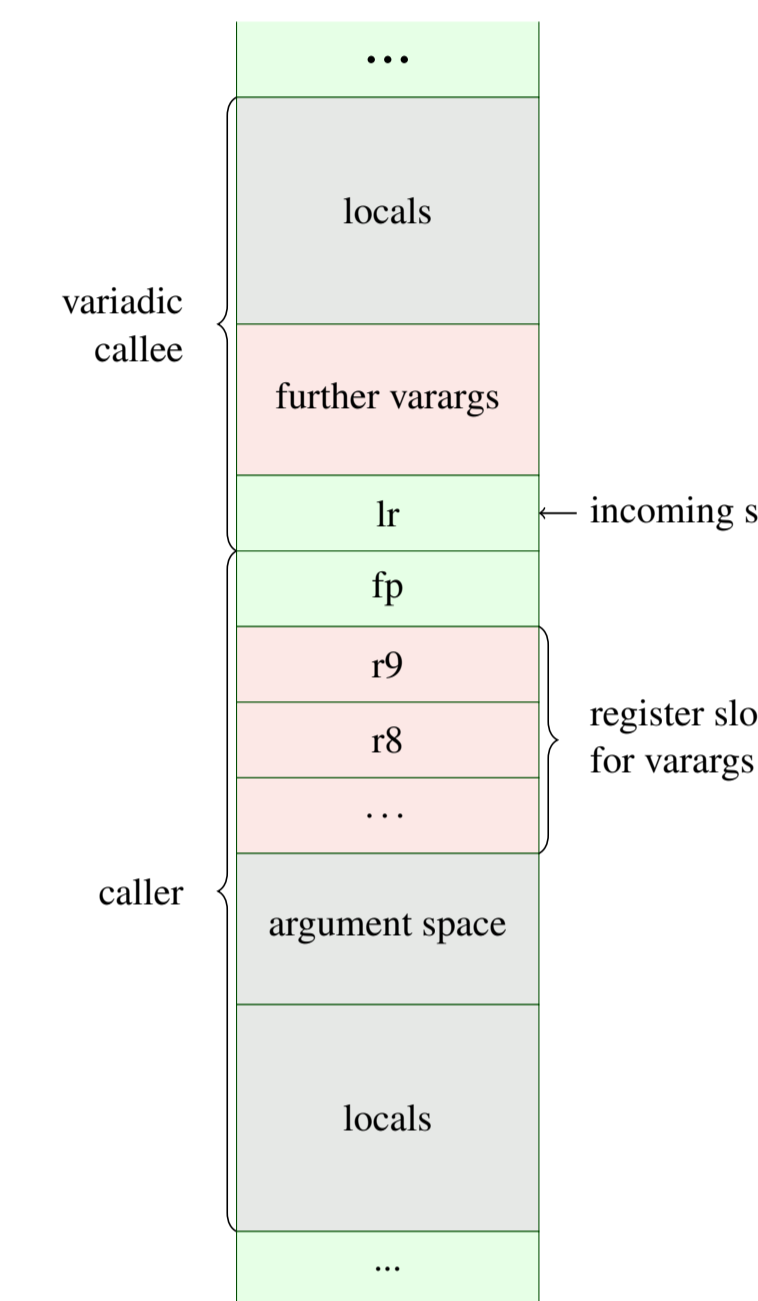 ...
locals
variadic
callee
further varargs
lr
incoming s
fp
r9
r8
register slo
for varargs
...
caller
argument space
locals
...